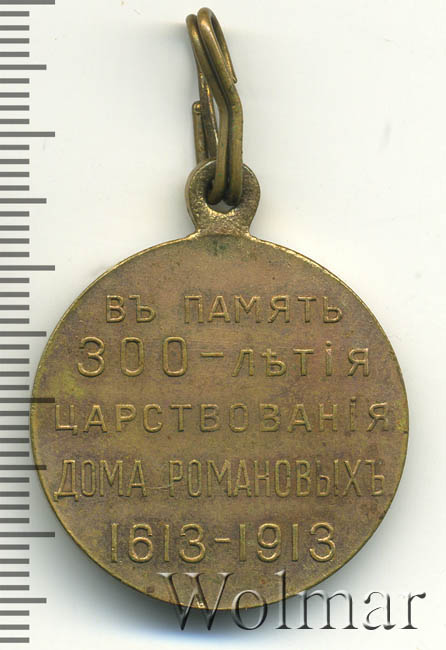 ВЪ ПАМЯТЬ
300-ЛѢТІЯ
ЦАРСТВОВАНІЯ
ДОМА РОМАНОВЫХЪ
1613-1913
Wolmar